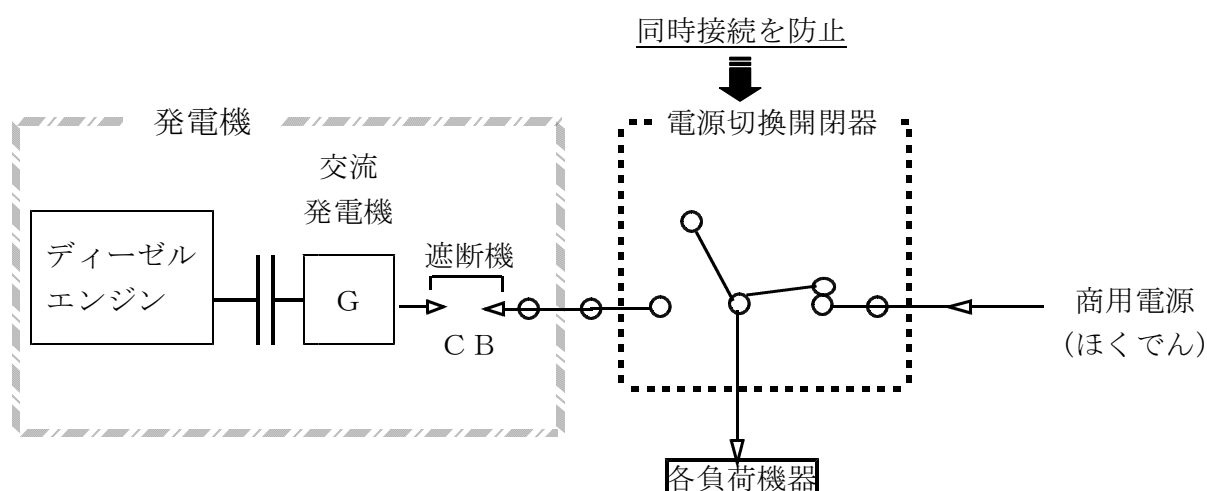 同時接続を防止
発電機
電源切換開閉器
交流
発電機
ディーゼル
エンジン
G
遮断機
CB
商用電源
(ほくでん)
各負荷機器